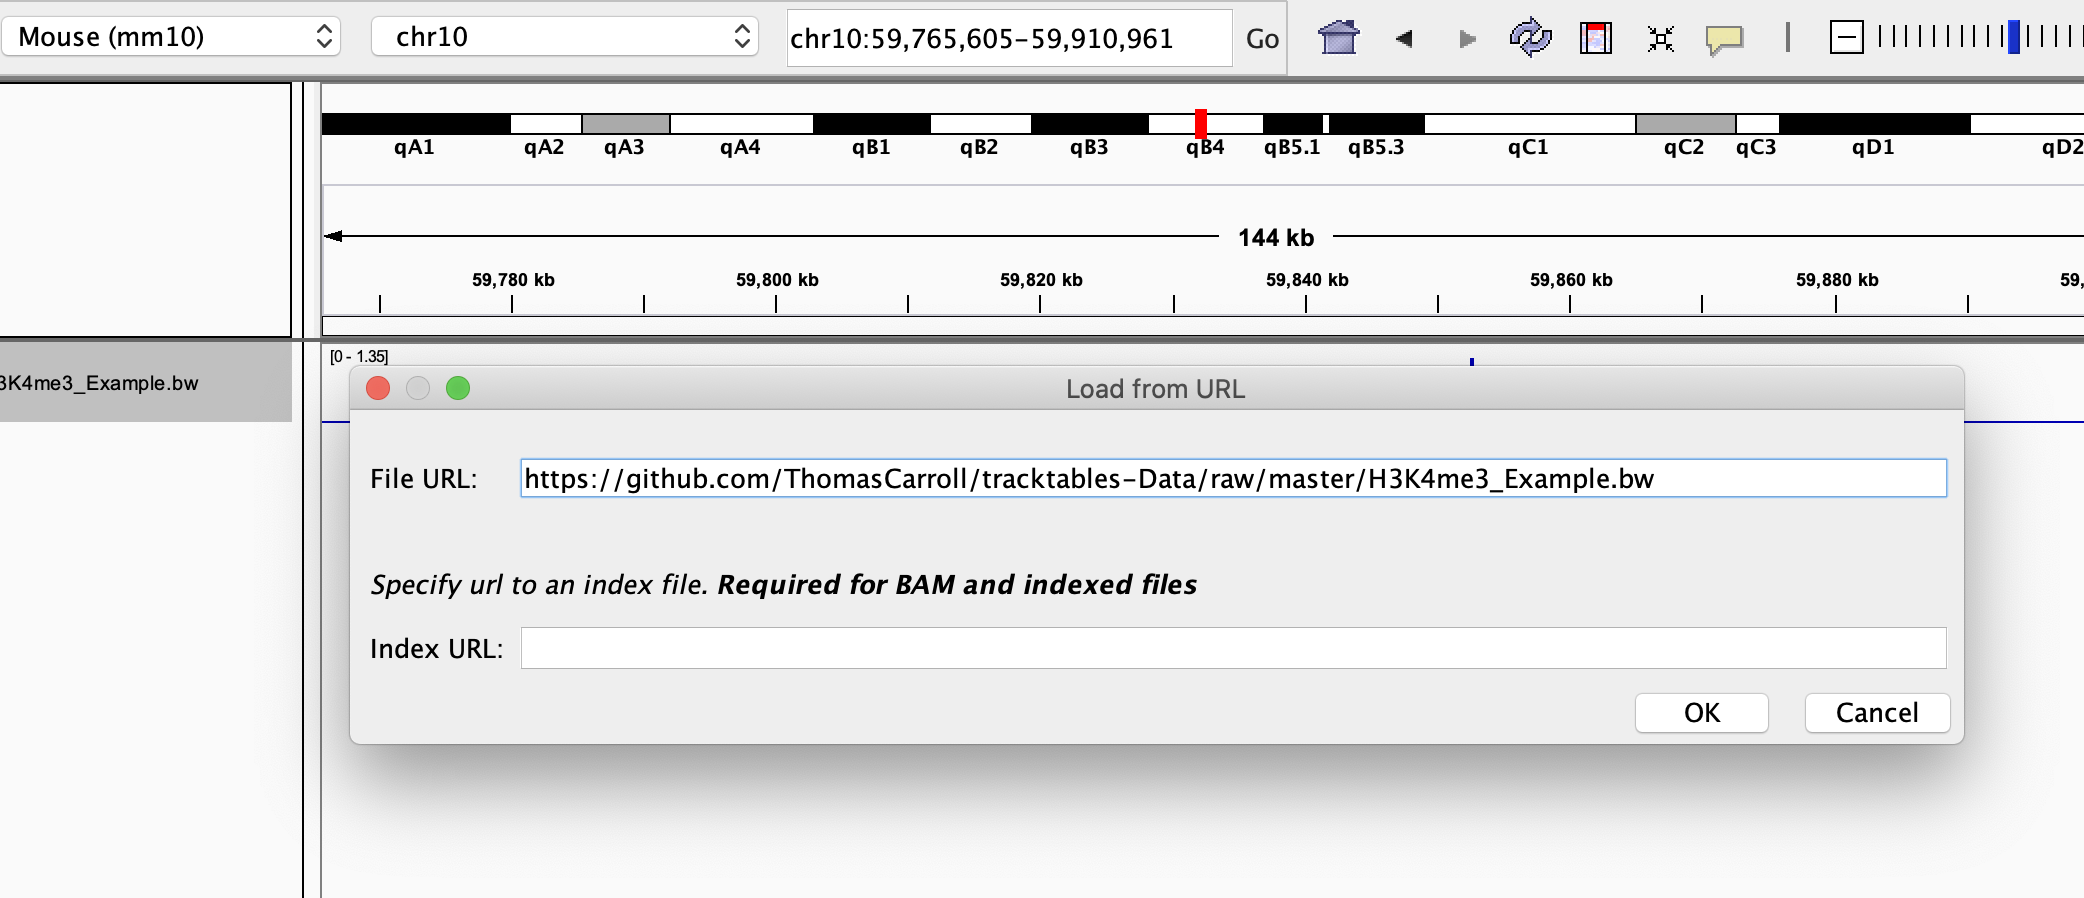 Mouse (mm10) chr10 chr10:59,765,605-59,910,961 Go
qA1 qA2 qA3 qA4 qB1 qB2 qB3 qB4 qB5.1 qB5.3 qC1 qC2 qC3 qD1 qD2
144 kb
59,780 kb 59,800 kb 59,820 kb 59,840 kb 59,860 kb 59,880 kb 59,
[0 - 1.35]
3K4me3_Example.bw
Load from URL
File URL: https://github.com/ThomasCarroll/tracktables-Data/raw/master/H3K4me3_Example.bw
Specify url to an index file. Required for BAM and indexed files
Index URL:
OK Cancel